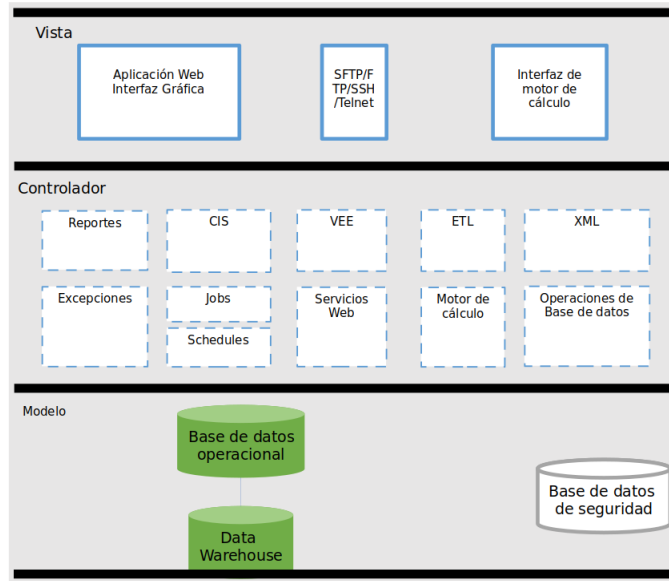 Vista
Aplicación Web
Interfaz Gráfica
SFTP/F
TP/SSH
/Telnet
Interfaz de
motor de
cálculo
Controlador
Reportes
CIS
VEE
ETL
XML
Excepciones
Jobs
Schedules
Servicios
Web
Motor de
cálculo
Operaciones de
Base de datos
Modelo
Base de datos
operacional
Data
Warehouse
Base de datos
de seguridad